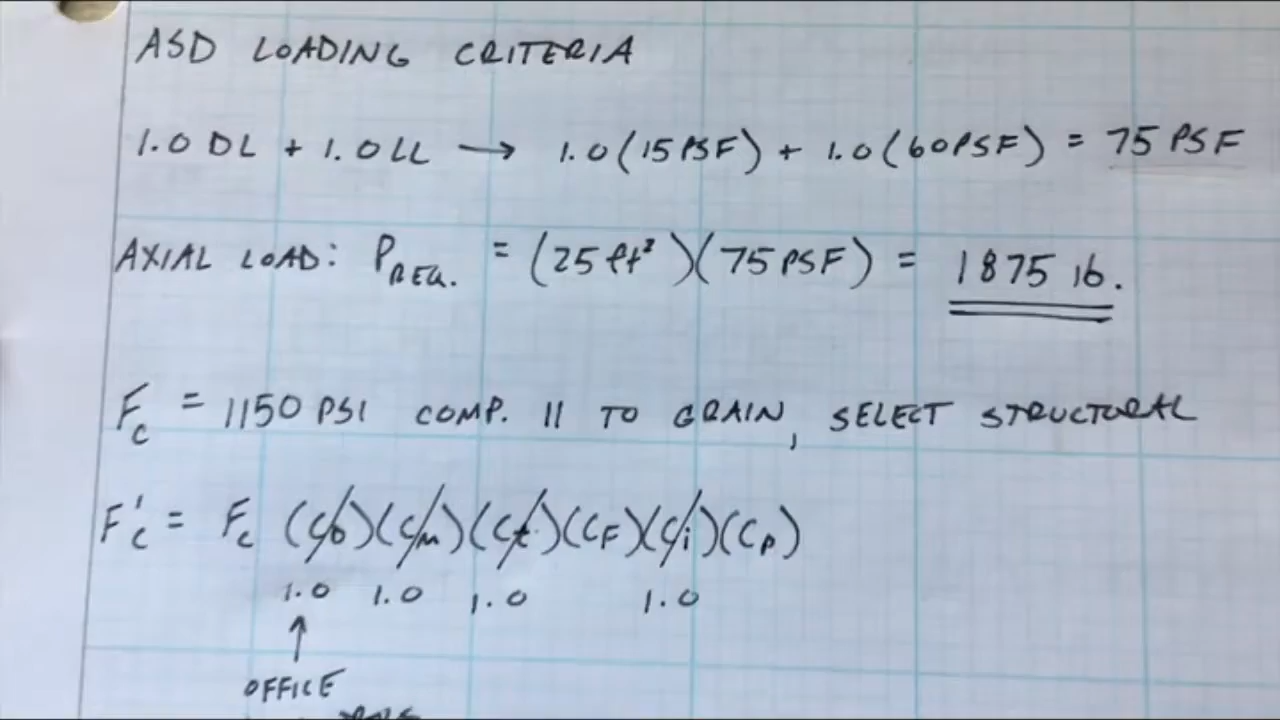 ASD LOADING CRITERIA
1.0 DL + 1.0 LL → 1.0 (15 PSF) + 1.0 (60 PSF) = 75 PSF
AXIAL LOAD: P REQ. = (25 ft²)(75 PSF) = 1875 lb.
Fc = 1150 PSI COMP. || TO GRAIN, SELECT STRUCTURAL
F'c = Fc (CD)(Cm)(Ct)(CF)(Ci)(Cp)
1.0 1.0 1.0 1.0
↑
OFFICE